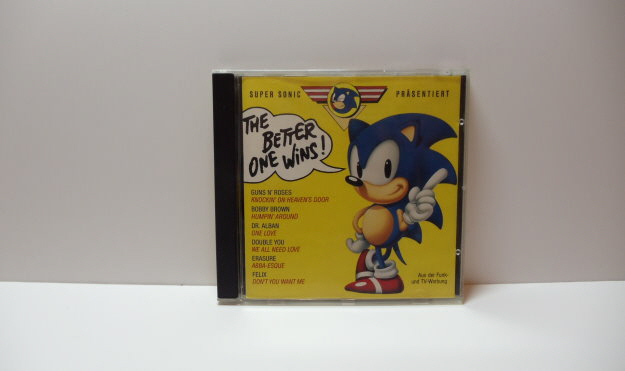 SUPER SONIC PRÄSENTIERT
THE
BETTER
ONE WINS!
GUNS N' ROSES
KNOCKIN' ON HEAVEN'S DOOR
BOBBY BROWN
HUMPIN' AROUND
DR. ALBAN
ONE LOVE
DOUBLE YOU
WE ALL NEED LOVE
ERASURE
ABBA-ESQUE
FELIX
DON'T YOU WANT ME
Aus der Funk-
und TV-Werbung